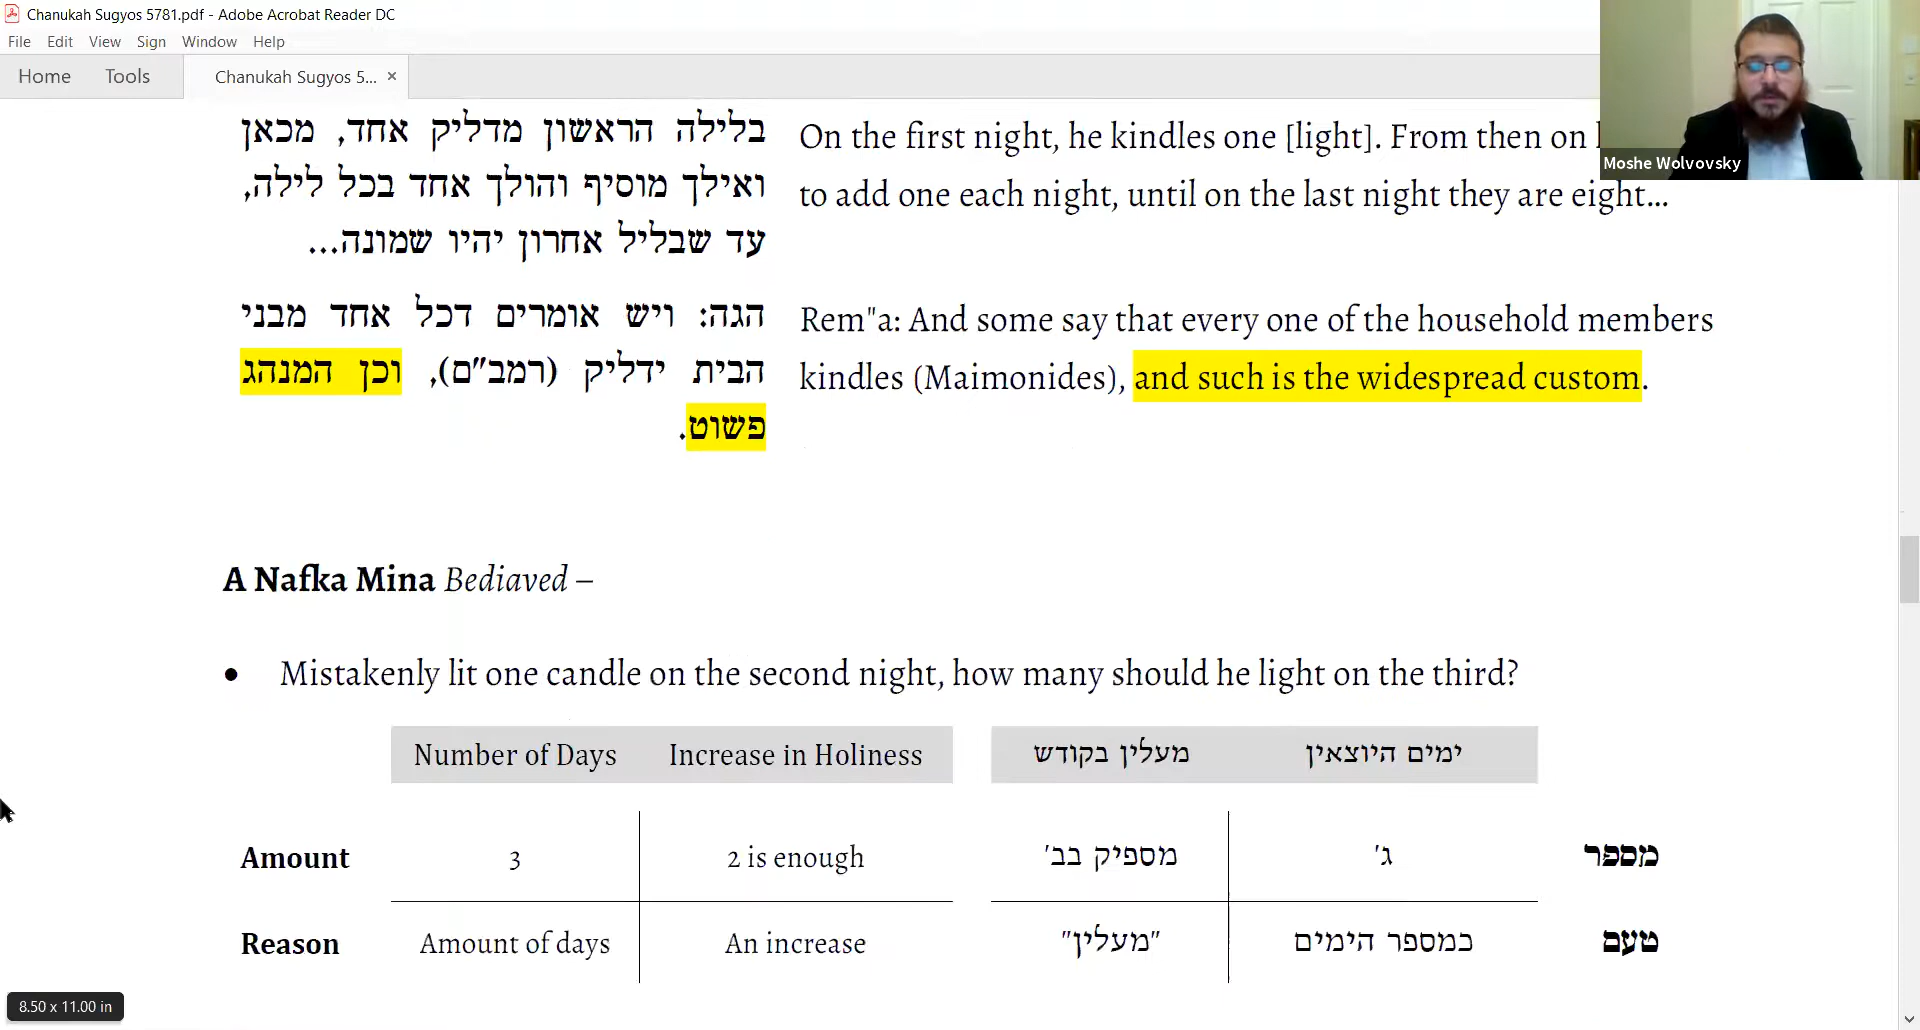 Chanukah Sugyos 5781.pdf - Adobe Acrobat Reader DC
File Edit View Sign Window Help
Home Tools Chanukah Sugyos 5... ×
Moshe Wolvovsky
בלילה הראשון מדליק אחד, מכאן
ואילך מוסיף והולך אחד בכל לילה,
עד שבליל אחרון יהיו שמונה...
On the first night, he kindles one [light]. From then on
to add one each night, until on the last night they are eight...
הגה: ויש אומרים דכל אחד מבני
הבית ידליק (רמב"ם), וכן המנהג
פשוט.
Rem"a: And some say that every one of the household members
kindles (Maimonides), and such is the widespread custom.
A Nafka Mina Bediaved –
• Mistakenly lit one candle on the second night, how many should he light on the third?
Number of Days Increase in Holiness
Amount 3 2 is enough
Reason Amount of days An increase
ימים היוצאין מעלין בקודש
מספר ג' מספיק בב'
טעם כמספר הימים "מעלין"
8.50 x 11.00 in